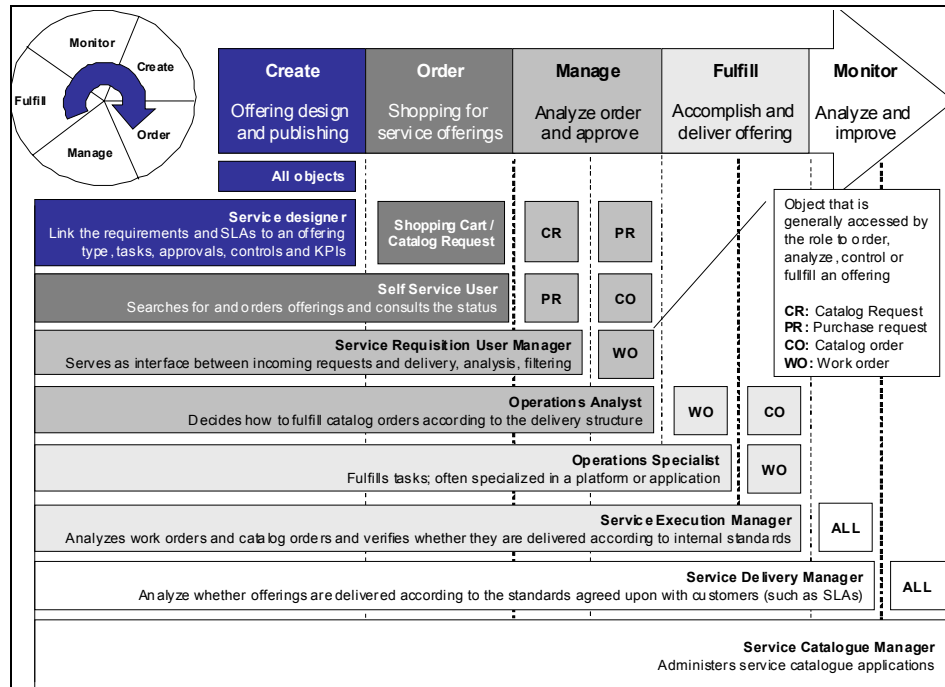 Monitor
Create
Fulfill
Order
Manage
Create
Offering design
and publishing
Order
Shopping for
service offerings
Manage
Analyze order
and approve
Fulfill
Accomplish and
deliver offering
Monitor
Analyze and
improve
All objects
Service designer
Link the requirements and SLAs to an offering
type, tasks, approvals, controls and KPIs
Shopping Cart /
Catalog Request
CR
PR
Object that is
generally accessed by
the role to order,
analyze, control or
fullfill an offering
CR: Catalog Request
PR: Purchase request
CO: Catalog order
WO: Work order
Self Service User
Searches for and orders offerings and consults the status
PR
CO
Service Requisition User Manager
Serves as interface between incoming requests and delivery, analysis, filtering
WO
Operations Analyst
Decides how to fulfill catalog orders according to the delivery structure
WO
CO
Operations Specialist
Fulfills tasks; often specialized in a platform or application
WO
Service Execution Manager
Analyzes work orders and catalog orders and verifies whether they are delivered according to internal standards
ALL
Service Delivery Manager
Analyze whether offerings are delivered according to the standards agreed upon with customers (such as SLAs)
ALL
Service Catalogue Manager
Administers service catalogue applications